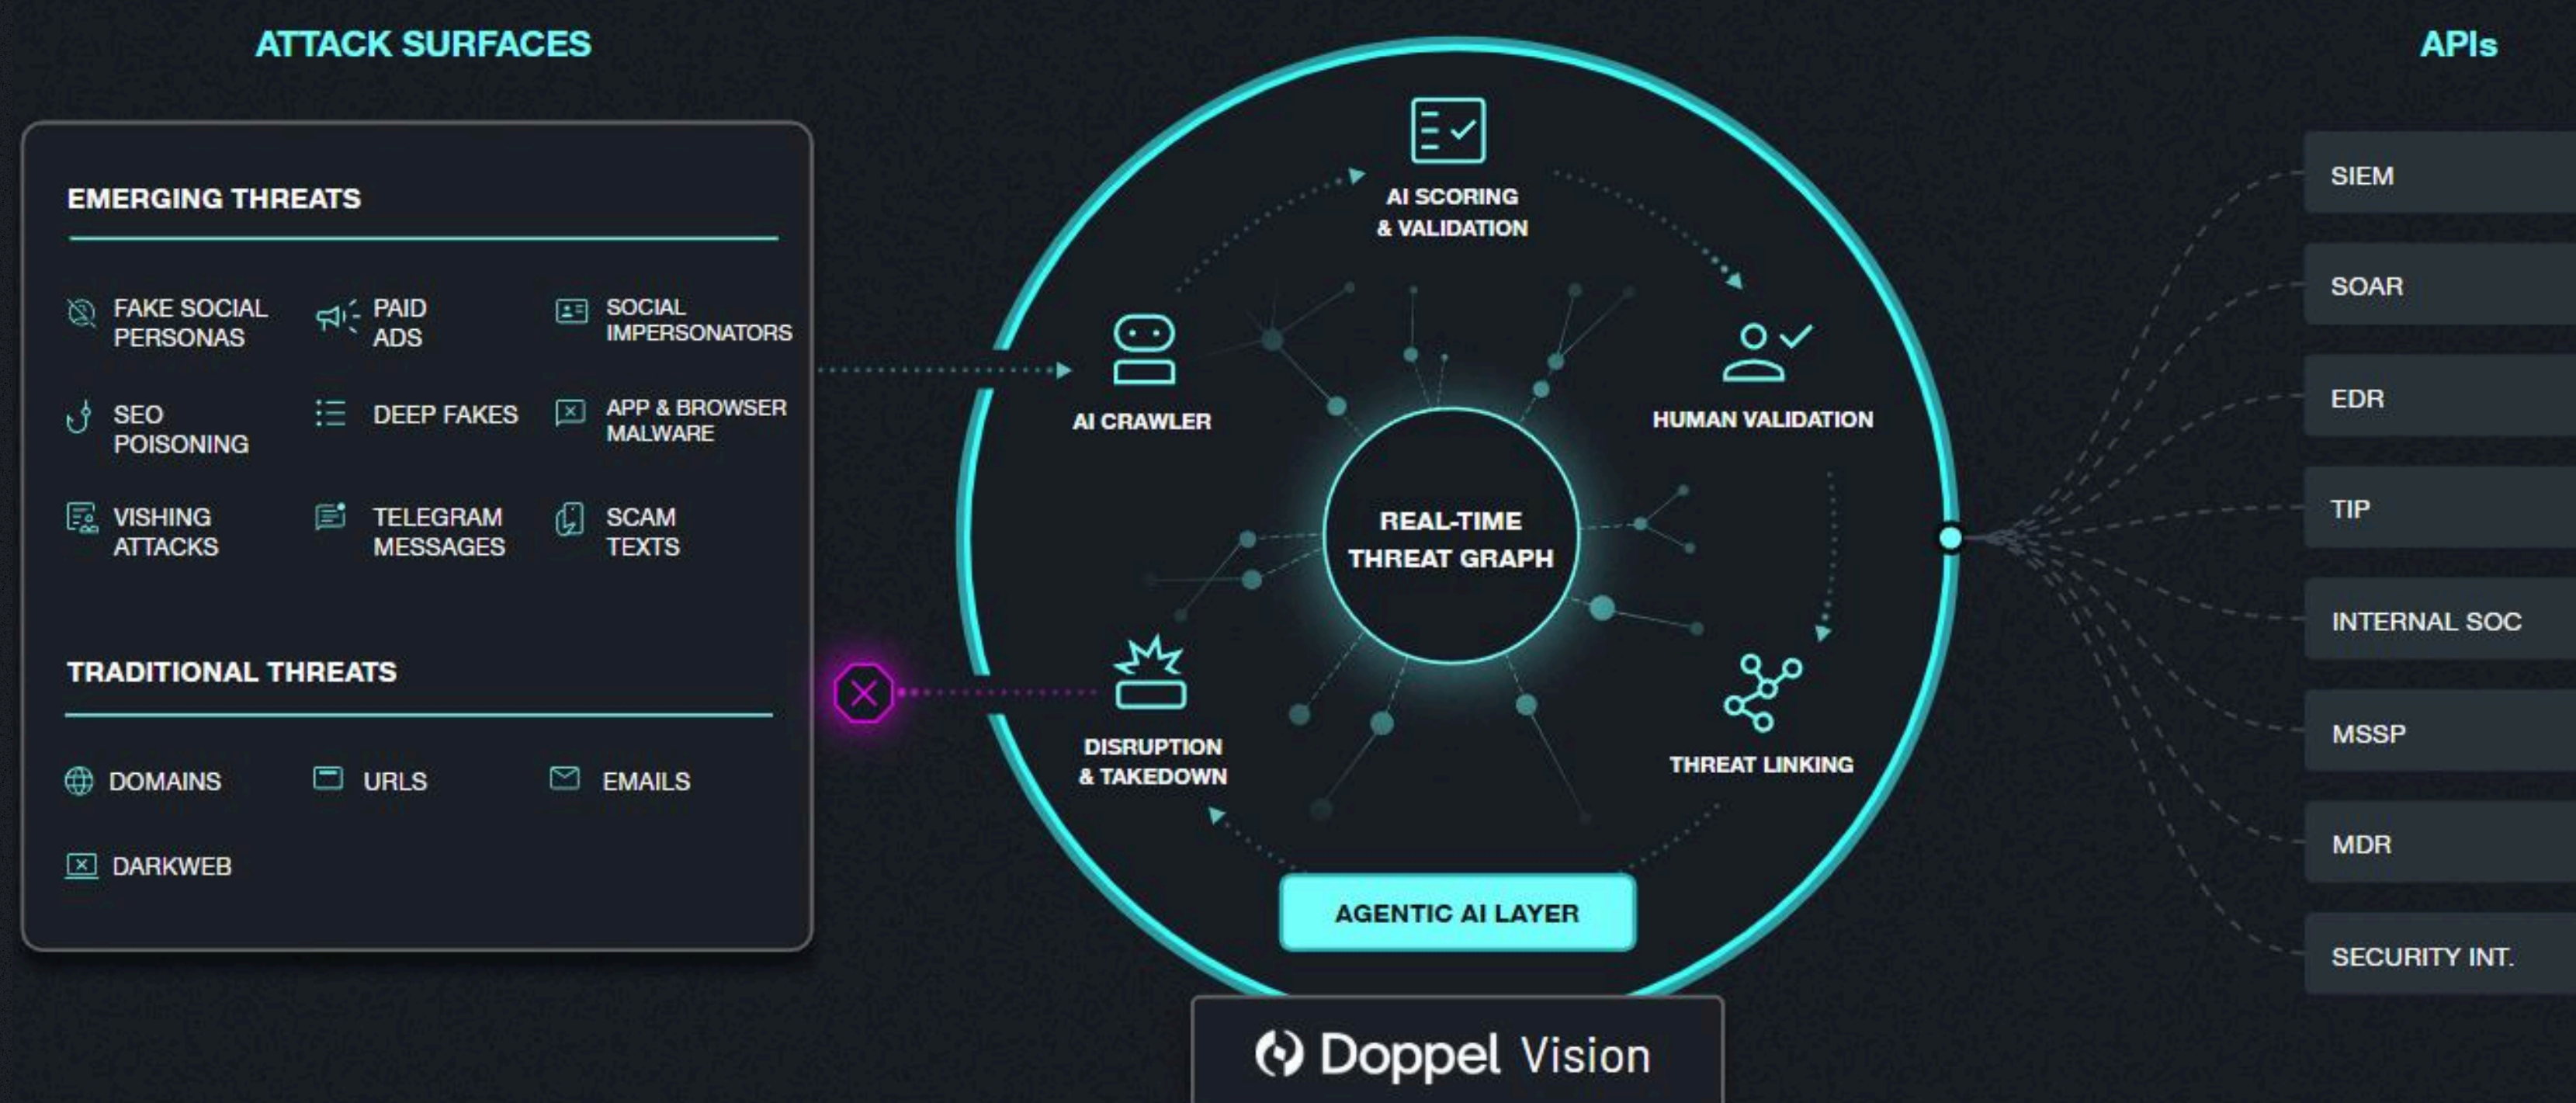 ATTACK SURFACES
EMERGING THREATS
FAKE SOCIAL
PERSONAS
PAID
ADS
SOCIAL
IMPERSONATORS
SEO
POISONING
DEEP FAKES
APP & BROWSER
MALWARE
VISHING
ATTACKS
TELEGRAM
MESSAGES
SCAM
TEXTS
TRADITIONAL THREATS
DOMAINS
URLS
EMAILS
DARKWEB
AI SCORING
& VALIDATION
AI CRAWLER
HUMAN VALIDATION
REAL-TIME
THREAT GRAPH
DISRUPTION
& TAKEDOWN
THREAT LINKING
AGENTIC AI LAYER
Doppel Vision
APIs
SIEM
SOAR
EDR
TIP
INTERNAL SOC
MSSP
MDR
SECURITY INT.